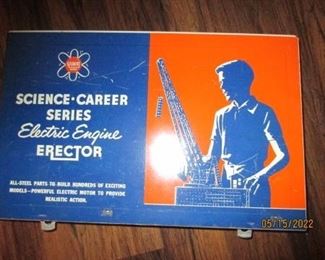 SCIENCE·CAREER
SERIES
Electric Engine
ERECTOR
ALL-STEEL PARTS TO BUILD HUNDREDS OF EXCITING
MODELS—POWERFUL ELECTRIC MOTOR TO PROVIDE
REALISTIC ACTION.
05/15/2022